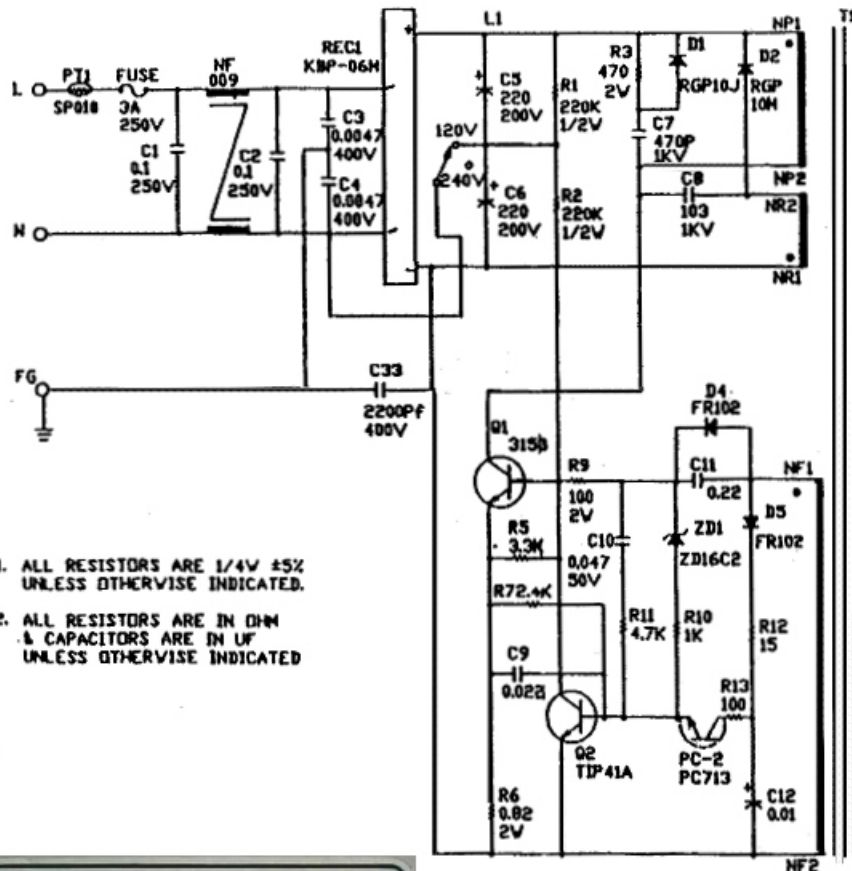 T1
L1
NP1
REC1
KBP-06M
D1
D2
R3
470
2W
RGP10J
RGP
10M
NF
009
PT1
FUSE
L
SP010
3A
250V
C5
220
200V
R1
220K
1/2W
C3
0.0047
400V
C7
470P
1KV
120V
C1
0.1
250V
C2
0.1
250V
C4
0.0047
400V
240V
NP2
C8
103
1KV
NR2
C6
220
200V
R2
220K
1/2W
N
NR1
FG
C33
2200Pf
400V
D4
FR102
Q1
R9
100
2W
C11
0.22
NF1
D5
FR102
R5
3.3K
C10
0.047
50V
ZD1
ZD16C2
1. ALL RESISTORS ARE 1/4W ±5%
UNLESS OTHERWISE INDICATED.
2. ALL RESISTORS ARE IN OHM
& CAPACITORS ARE IN UF
UNLESS OTHERWISE INDICATED
R72.4K
R11
4.7K
R10
1K
R12
15
C9
R13
100
Q2
TIP41A
PC-2
PC713
R6
0.82
2W
C12
0.01
NF2